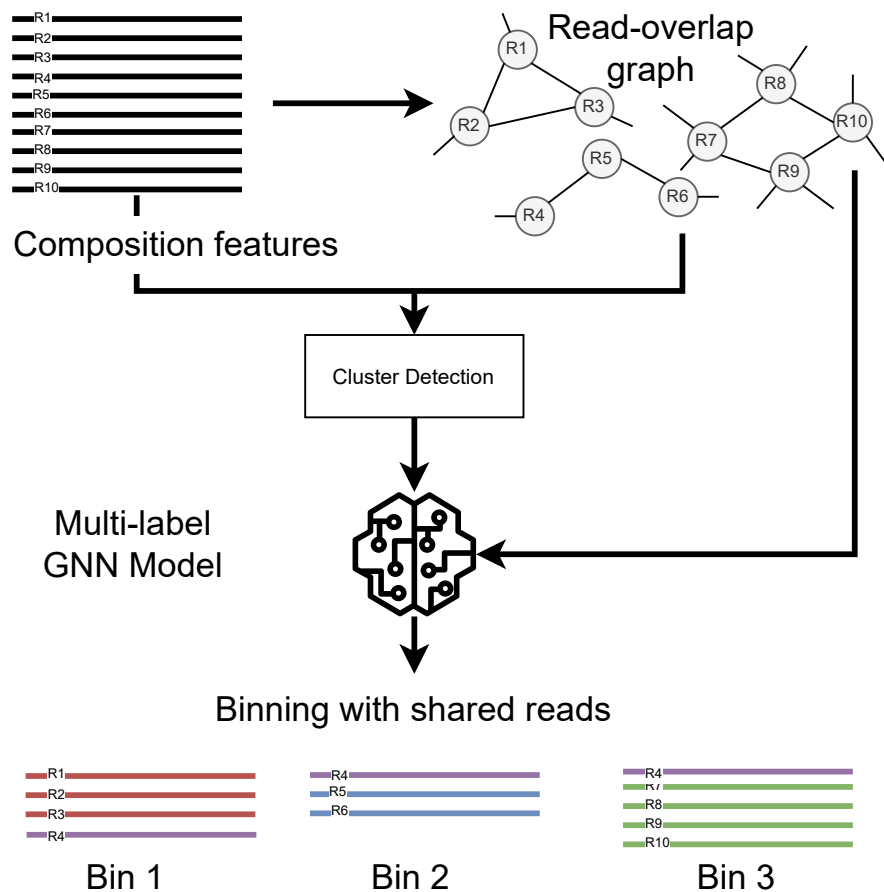 R1
R2
R3
R4
R5
R6
R7
R8
R9
R10
Read-overlap
graph
R1
R2
R3
R4
R5
R6
R7
R8
R9
R10
Composition features
Cluster Detection
Multi-label
GNN Model
Binning with shared reads
R1
R2
R3
R4
Bin 1
R4
R5
R6
Bin 2
R4
R7
R8
R9
R10
Bin 3